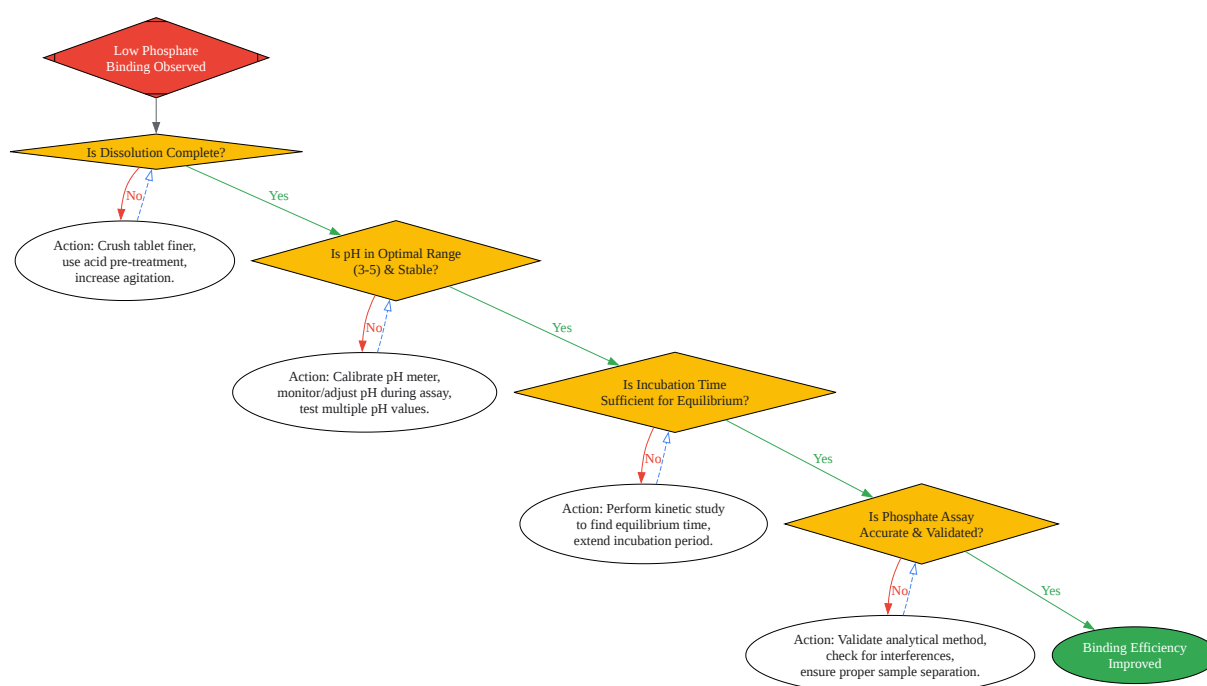 Low Phosphate
Binding Observed
Is Dissolution Complete?
No
Yes
Action: Crush tablet finer,
use acid pre-treatment,
increase agitation.
Is pH in Optimal Range
(3-5) & Stable?
No
Yes
Action: Calibrate pH meter,
monitor/adjust pH during assay,
test multiple pH values.
Is Incubation Time
Sufficient for Equilibrium?
No
Yes
Action: Perform kinetic study
to find equilibrium time,
extend incubation period.
Is Phosphate Assay
Accurate & Validated?
No
Yes
Action: Validate analytical method,
check for interferences,
ensure proper sample separation.
Binding Efficiency
Improved